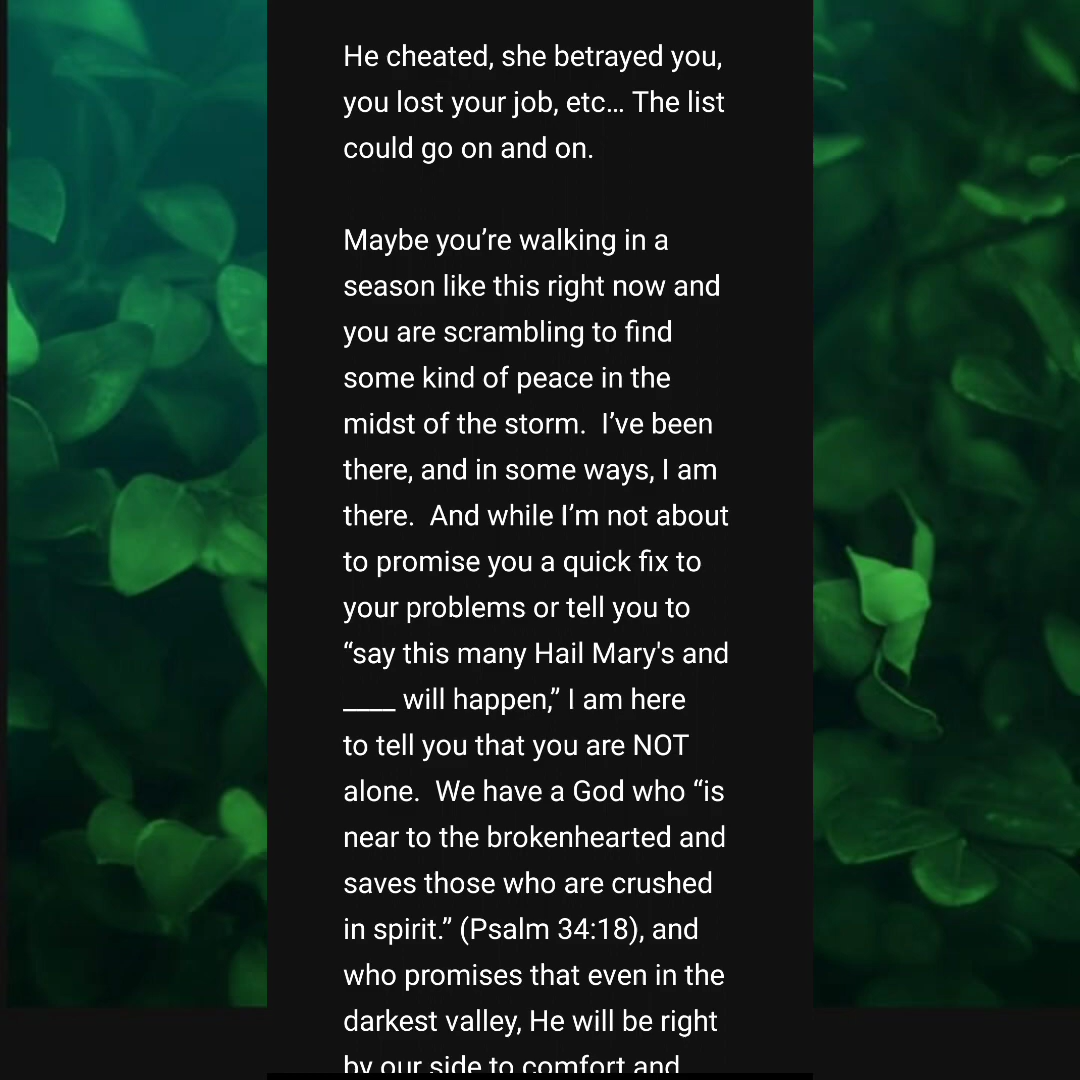 He cheated, she betrayed you,
you lost your job, etc… The list
could go on and on.
Maybe you’re walking in a
season like this right now and
you are scrambling to find
some kind of peace in the
midst of the storm.  I’ve been
there, and in some ways, I am
there.  And while I’m not about
to promise you a quick fix to
your problems or tell you to
“say this many Hail Mary's and
____ will happen,” I am here
to tell you that you are NOT
alone.  We have a God who “is
near to the brokenhearted and
saves those who are crushed
in spirit.” (Psalm 34:18), and
who promises that even in the
darkest valley, He will be right
by our side to comfort and